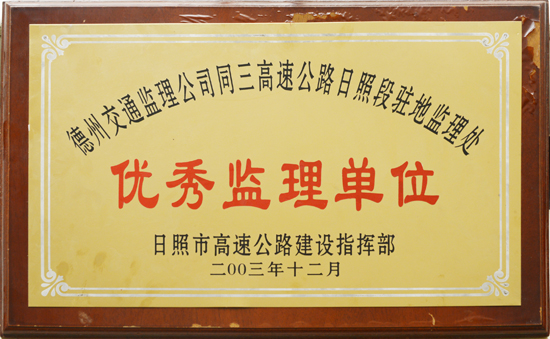 德州交通监理公司同三高速公路日照段驻地监理处
优秀监理单位
日照市高速公路建设指挥部
二00三年十二月